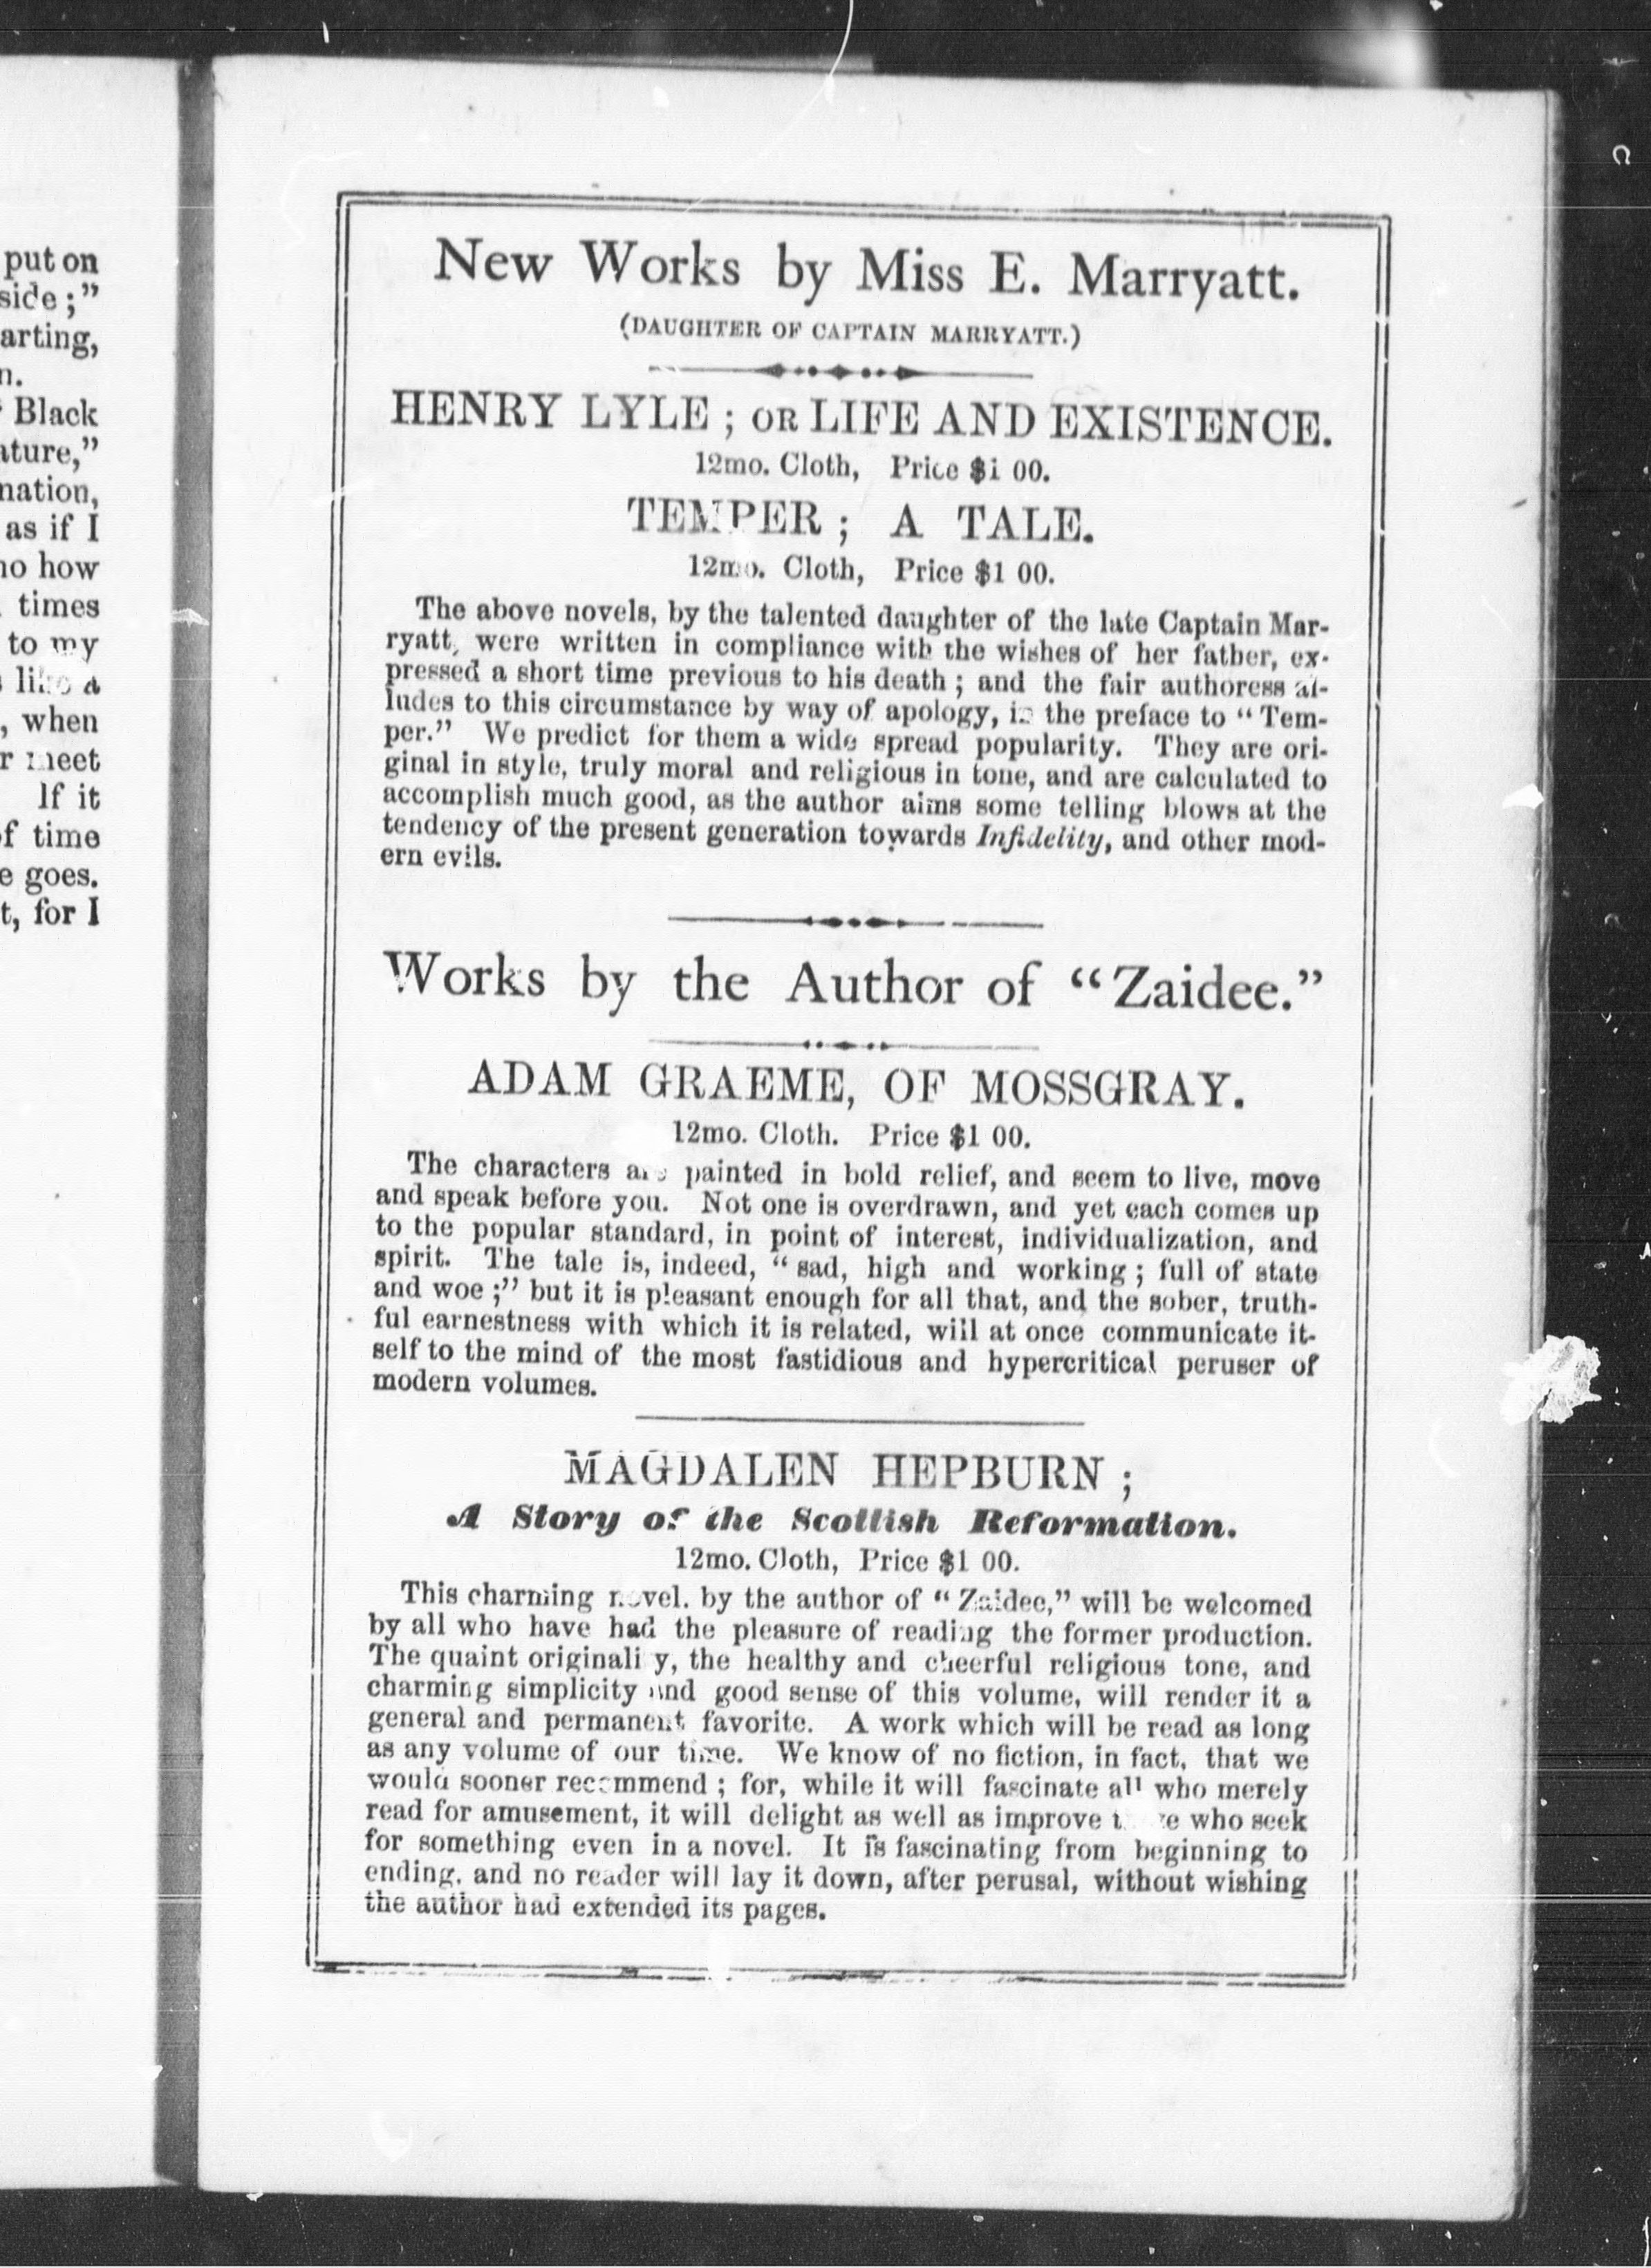 put on
side ;"
arting,
n.
Black
ature,"
nation,
as if I
no how
times
to my
like a
, when
r meet
If it
of time
e goes.
t, for I
New Works by Miss E. Marryatt.
(DAUGHTER OF CAPTAIN MARRYATT.)
HENRY LYLE ; OR LIFE AND EXISTENCE.
12mo. Cloth, Price $1 00.
TEMPER ; A TALE.
12mo. Cloth, Price $1 00.
The above novels, by the talented daughter of the late Captain Mar-
ryatt, were written in compliance with the wishes of her father, ex-
pressed a short time previous to his death ; and the fair authoress al-
ludes to this circumstance by way of apology, in the preface to " Tem-
per." We predict for them a wide spread popularity. They are ori-
ginal in style, truly moral and religious in tone, and are calculated to
accomplish much good, as the author aims some telling blows at the
tendency of the present generation towards Infidelity, and other mod-
ern evils.
Works by the Author of "Zaidee."
ADAM GRAEME, OF MOSSGRAY.
12mo. Cloth. Price $1 00.
The characters are painted in bold relief, and seem to live, move
and speak before you. Not one is overdrawn, and yet each comes up
to the popular standard, in point of interest, individualization, and
spirit. The tale is, indeed, " sad, high and working ; full of state
and woe ;" but it is pleasant enough for all that, and the sober, truth-
ful earnestness with which it is related, will at once communicate it-
self to the mind of the most fastidious and hypercritical peruser of
modern volumes.
MAGDALEN HEPBURN ;
A Story of the Scottish Reformation.
12mo. Cloth, Price $1 00.
This charming novel. by the author of " Zaidee," will be welcomed
by all who have had the pleasure of reading the former production.
The quaint originality, the healthy and cheerful religious tone, and
charming simplicity and good sense of this volume, will render it a
general and permanent favorite. A work which will be read as long
as any volume of our time. We know of no fiction, in fact, that we
would sooner recommend ; for, while it will fascinate all who merely
read for amusement, it will delight as well as improve those who seek
for something even in a novel. It is fascinating from beginning to
ending, and no reader will lay it down, after perusal, without wishing
the author had extended its pages.